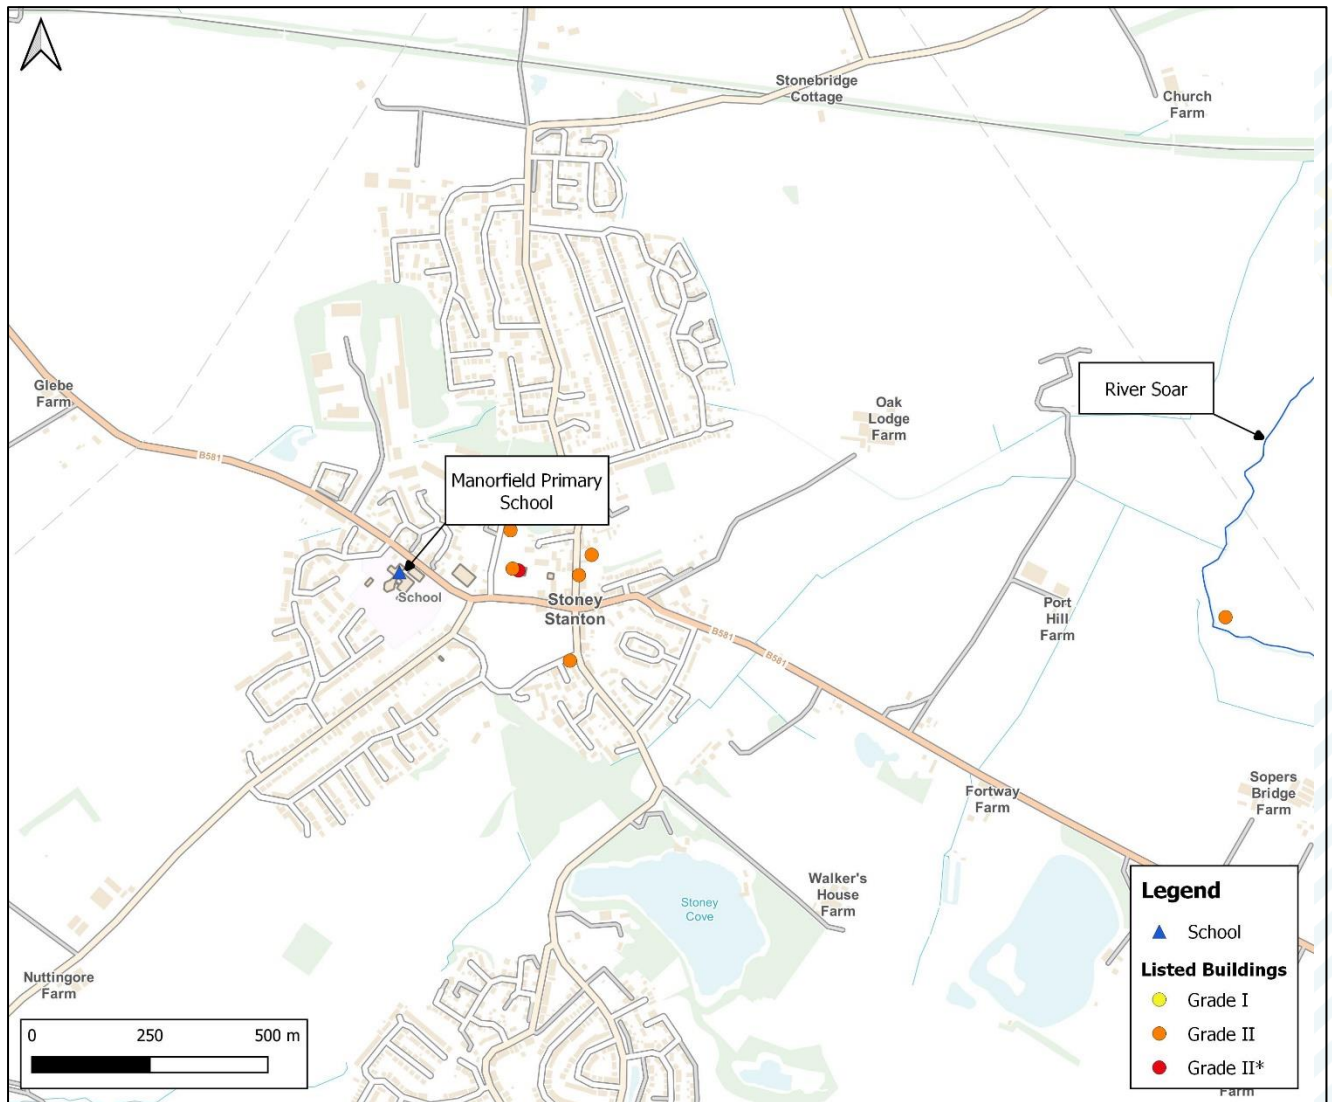 Stonebridge
Cottage
Church
Farm
Glebe
Farm
B581
Oak
Lodge
Farm
River Soar
Manorfield Primary
School
School
Stoney
Stanton
B581
B581
Port
Hill
Farm
Fortway
Farm
Sopers
Bridge
Farm
Walker's
House
Farm
Stoney
Cove
Nuttingore
Farm
0
250
500 m
Legend
School
Listed Buildings
Grade I
Grade II
Grade II*
Farm